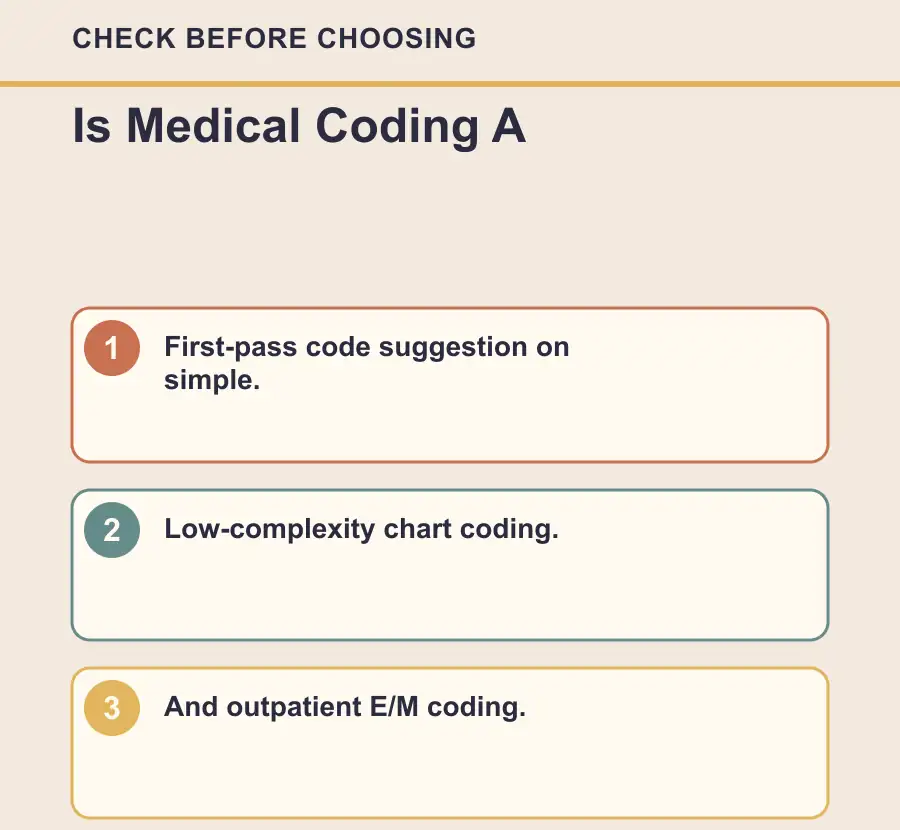 CHECK BEFORE CHOOSING
Is Medical Coding A
1
First-pass code suggestion on
simple.
2
Low-complexity chart coding.
3
And outpatient E/M coding.